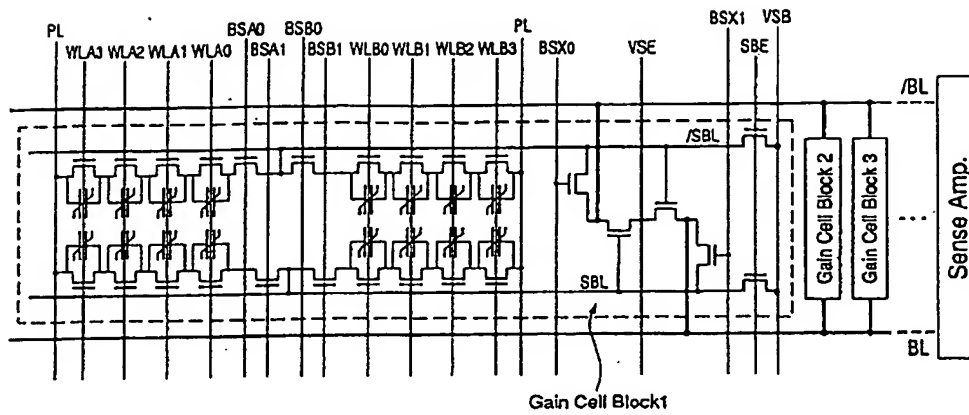 PL WLA3 WLA2 WLA1 WLA0 BSA0 BSA1 BSB0 BSB1 WLB0 WLB1 WLB2 WLB3 PL BSX0 VSE BSX1 SBE VSB
/BL
/SBL
Gain Cell Block 2
Gain Cell Block 3
...
Sense Amp.
SBL
BL
Gain Cell Block1